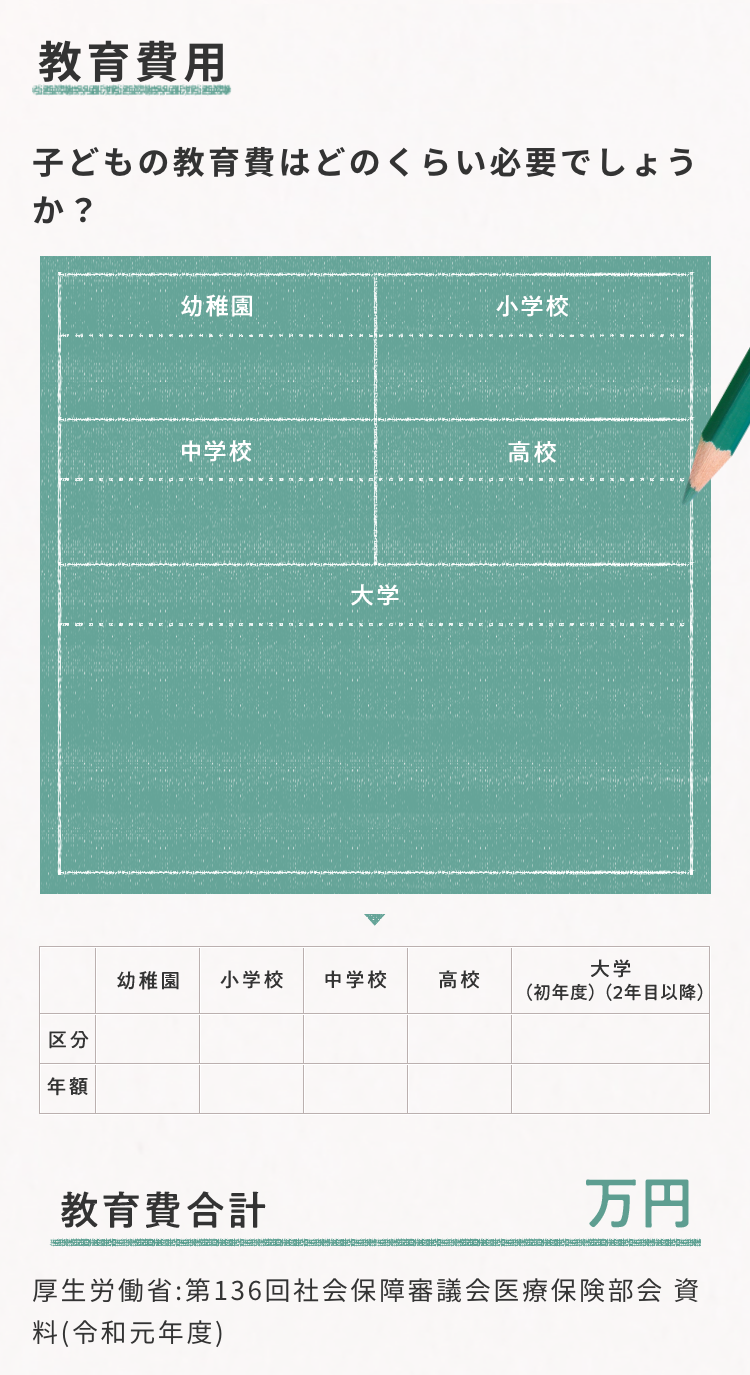 教育費用
子どもの教育費はどのくらい必要でしょう
か？
幼稚園 小学校
中学校 高校
大学
幼稚園 小学校 中学校 高校 大学
（初年度）（2年目以降）
区分
年額
教育費合計 万円
厚生労働省:第136回社会保障審議会医療保険部会 資
料(令和元年度)